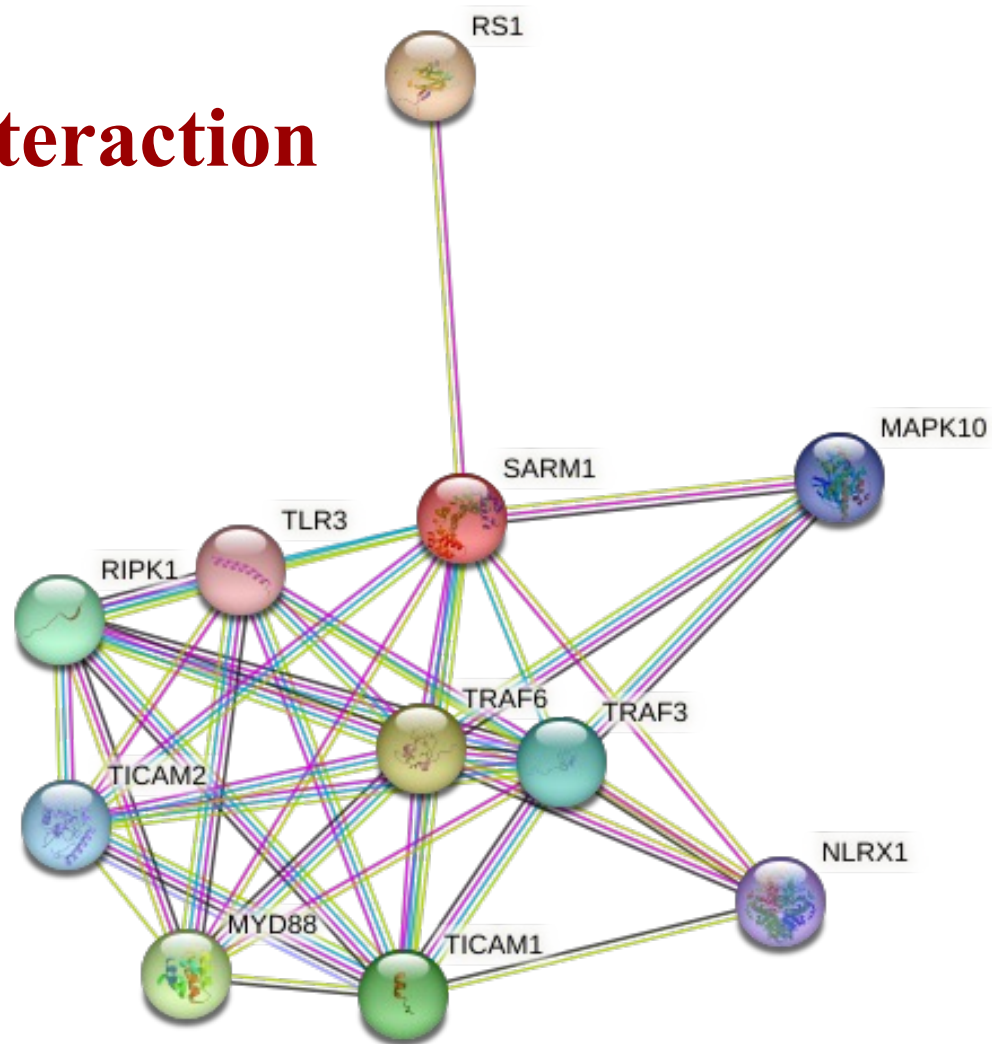 RS1
teraction
MAPK10
SARM1
TLR3
RIPK1
TRAF6
TRAF3
TICAM2
NLRX1
MYD88
TICAM1